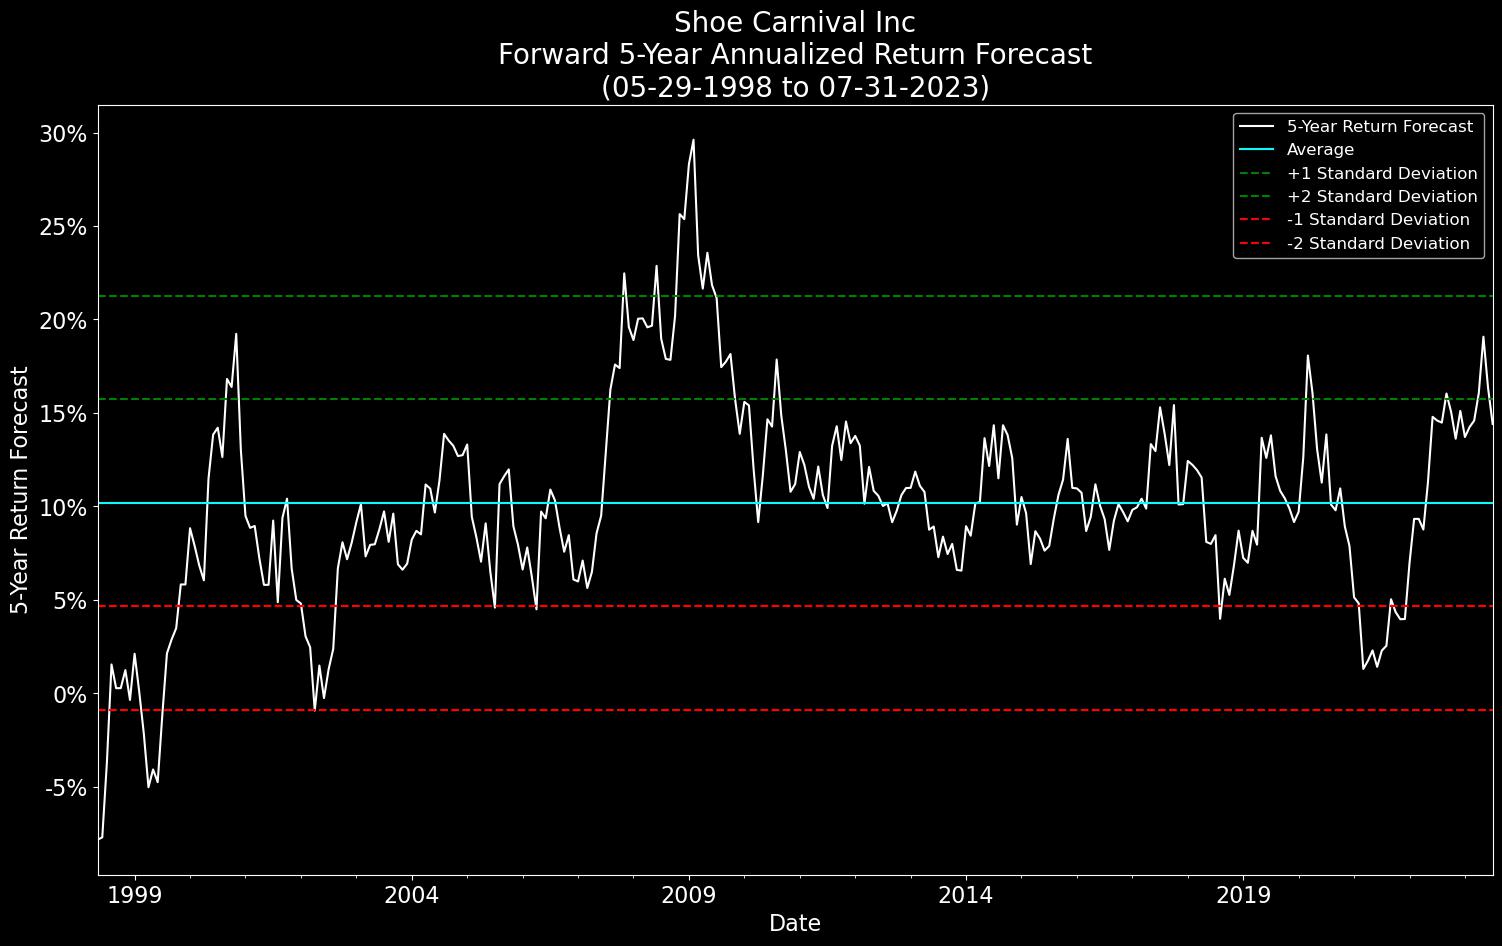 Shoe Carnival Inc
Forward 5-Year Annualized Return Forecast
(05-29-1998 to 07-31-2023)
5-Year Return Forecast
Average
+1 Standard Deviation
+2 Standard Deviation
-1 Standard Deviation
-2 Standard Deviation
30%
25%
20%
15%
10%
5%
0%
-5%
5-Year Return Forecast
1999
2004
2009
2014
2019
Date